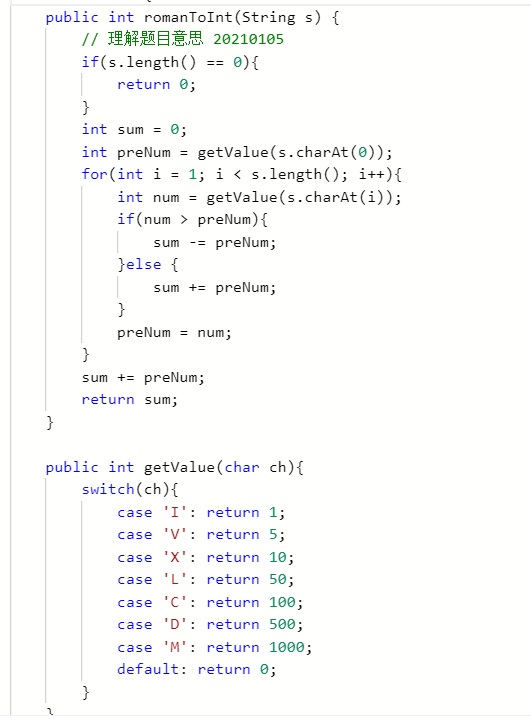 public int romanToInt(String s) {
// 理解题目意思 20210105
if(s.length() == 0){
return 0;
}
int sum = 0;
int preNum = getValue(s.charAt(0));
for(int i = 1; i < s.length(); i++){
int num = getValue(s.charAt(i));
if(num > preNum){
sum -= preNum;
}else {
sum += preNum;
}
preNum = num;
}
sum += preNum;
return sum;
}
public int getValue(char ch){
switch(ch){
case 'I': return 1;
case 'V': return 5;
case 'X': return 10;
case 'L': return 50;
case 'C': return 100;
case 'D': return 500;
case 'M': return 1000;
default: return 0;
}
}